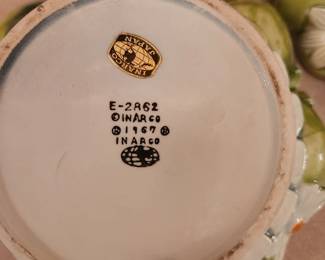 INARCO
JAPAN
E-2862
©INARCO
1967
INARCO